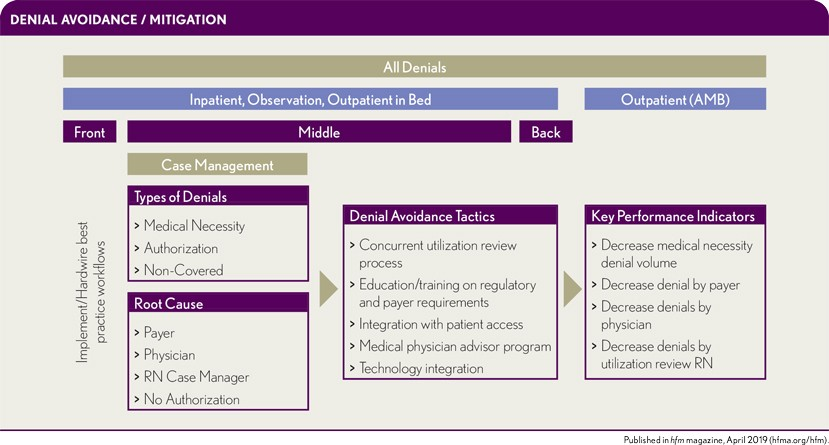 DENIAL AVOIDANCE / MITIGATION
All Denials
Inpatient, Observation, Outpatient in Bed
Outpatient (AMB)
Front
Middle
Back
Case Management
Implement/Hardwire best
practice workflows
Types of Denials
> Medical Necessity
> Authorization
> Non-Covered
Root Cause
> Payer
> Physician
> RN Case Manager
> No Authorization
Denial Avoidance Tactics
> Concurrent utilization review
process
> Education/training on regulatory
and payer requirements
> Integration with patient access
> Medical physician advisor program
> Technology integration
Key Performance Indicators
> Decrease medical necessity
denial volume
> Decrease denial by payer
> Decrease denials by
physician
> Decrease denials by
utilization review RN
Published in hfm magazine, April 2019 (hfma.org/hfm).